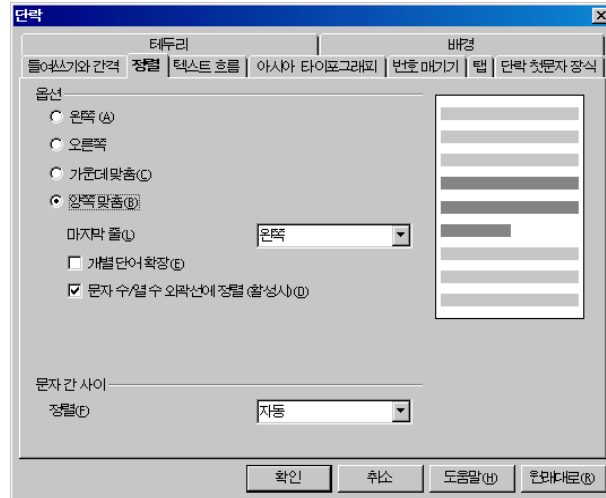 단락
테두리 배경
들여쓰기와 간격 정렬 텍스트 흐름 아시아 타이포그래피 번호 매기기 탭 단락 첫문자 장식
옵션
왼쪽 (A)
오른쪽
가운데 맞춤(C)
양쪽 맞춤(B)
마지막 줄(L) 왼쪽
개별 단어 확장(E)
문자 수/열 수 외곽선에 정렬 (활성시)(D)
문자 간 사이
정렬(F) 자동
확인 취소 도움말(H) 원래대로(R)